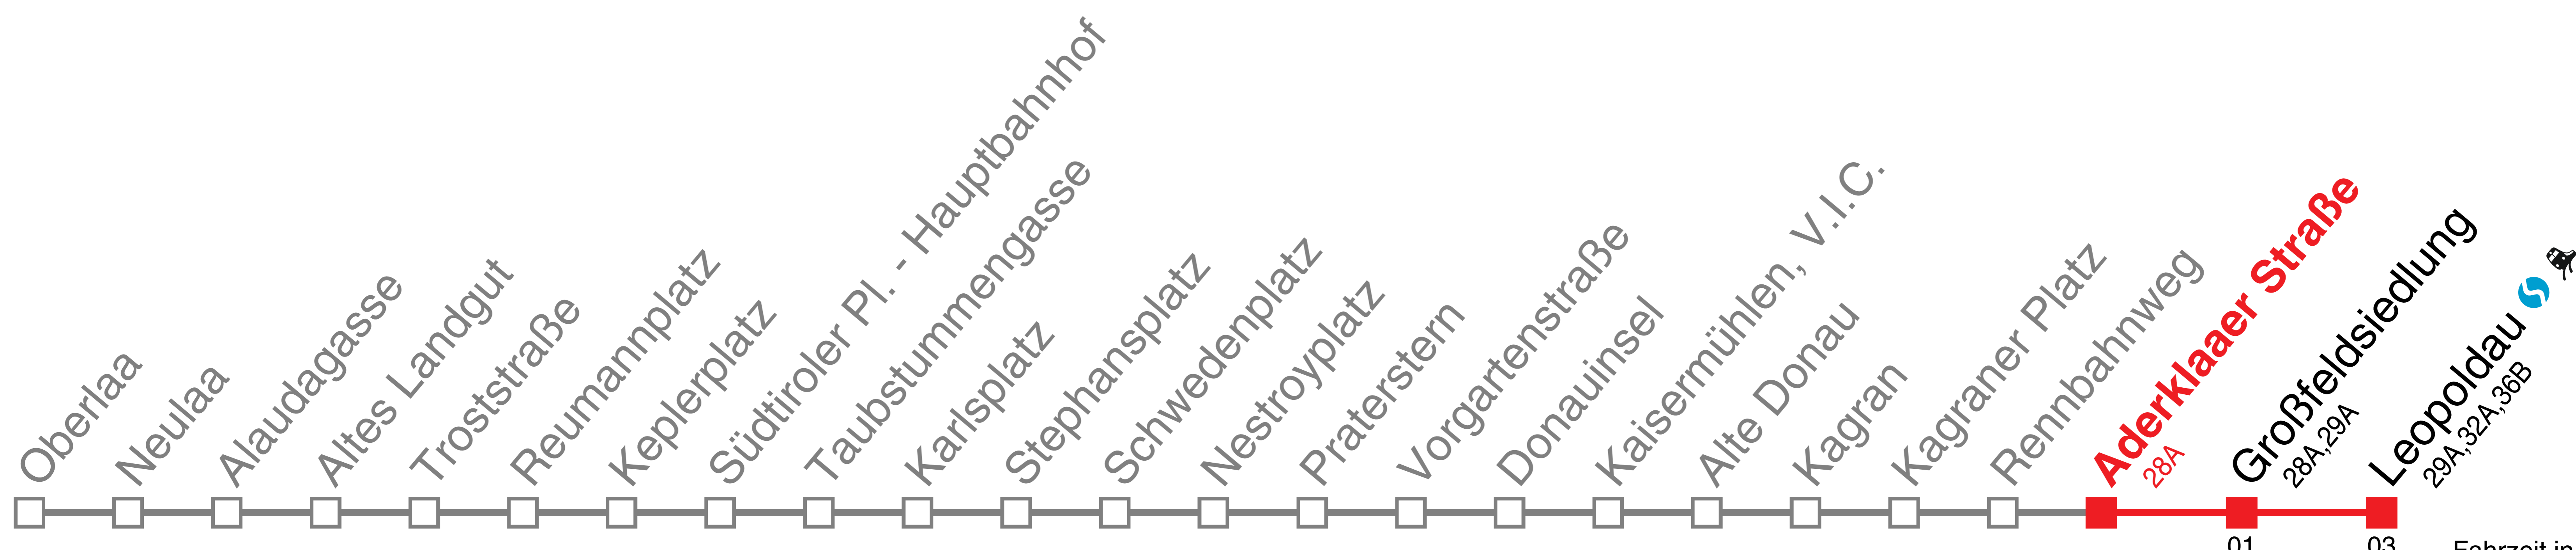 Oberlaa
Neulaa
Alaudagasse
Altes Landgut
Troststraße
Reumannplatz
Keplerplatz
Südtiroler Pl. - Hauptbahnhof
Taubstummengasse
Karlsplatz
Stephansplatz
Schwedenplatz
Nestroyplatz
Praterstern
Vorgartenstraße
Donauinsel
Kaisermühlen, V.I.C.
Alte Donau
Kagran
Kagraner Platz
Rennbahnweg
Aderklaaer Straße
28A
Großfeldsiedlung
28A,29A
Leopoldau
29A,32A,36B
01
03
Fahrzeit in